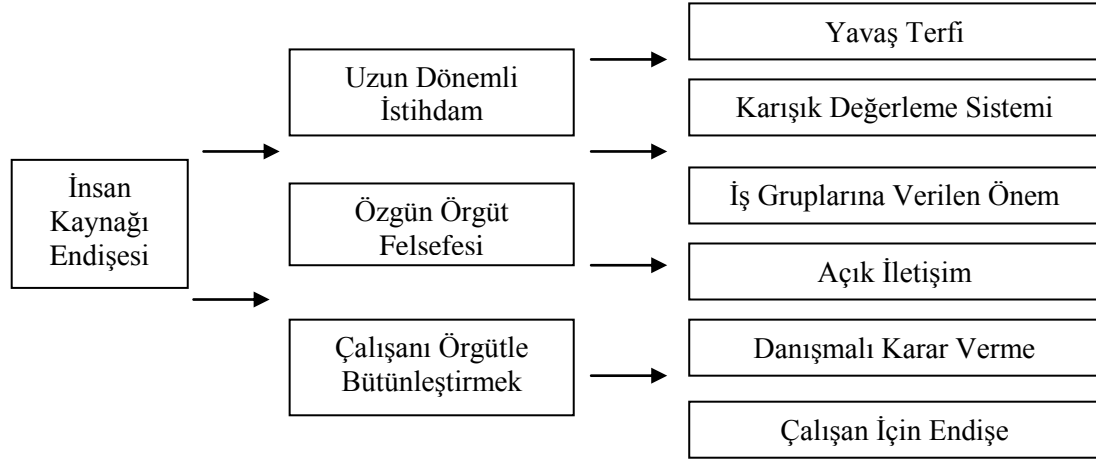 İnsan
Kaynağı
Endişesi
Uzun Dönemli
İstihdam
Özgün Örgüt
Felsefesi
Çalışanı Örgütle
Bütünleştirmek
Yavaş Terfi
Karışık Değerleme Sistemi
İş Gruplarına Verilen Önem
Açık İletişim
Danışmalı Karar Verme
Çalışan İçin Endişe